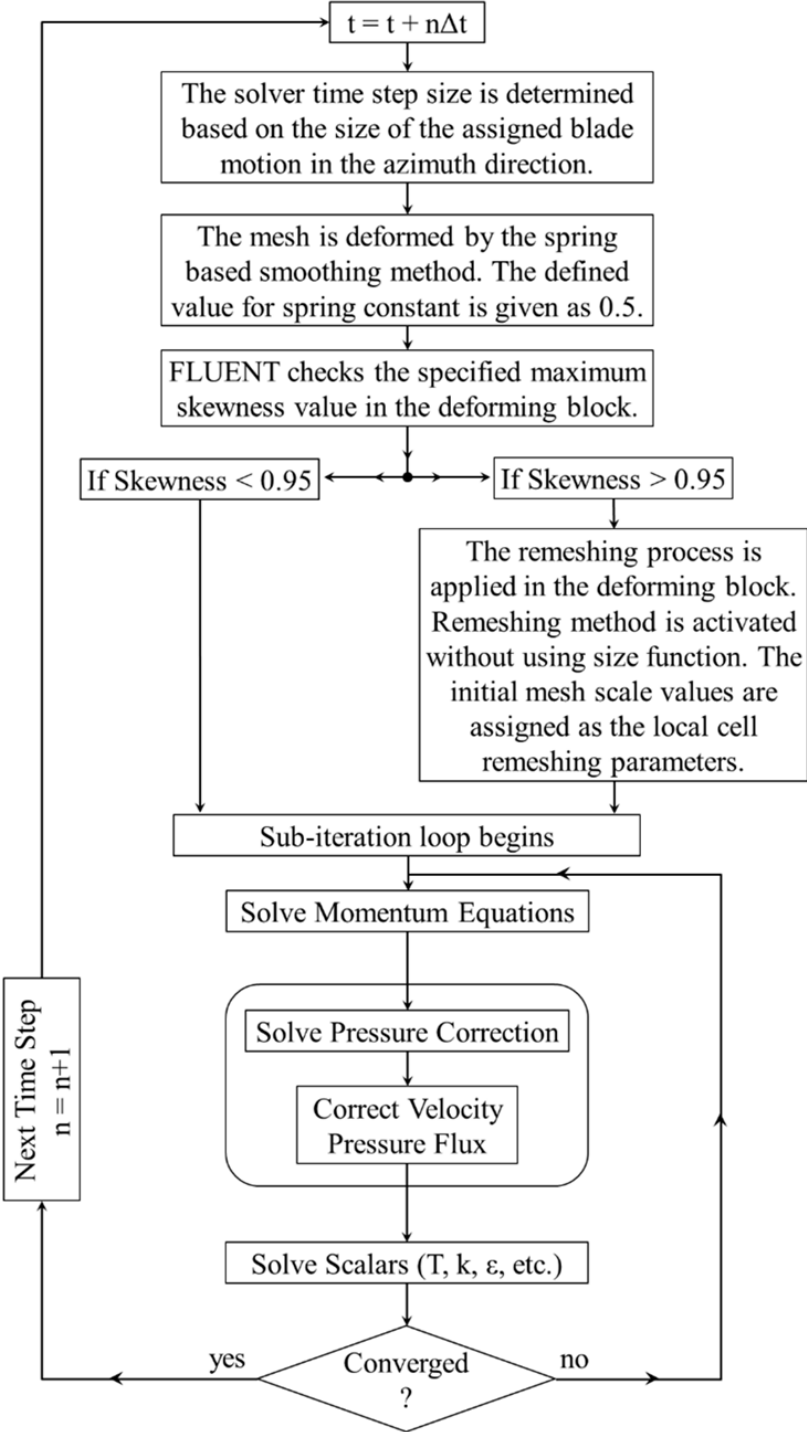 t = t + nΔt
The solver time step size is determined
based on the size of the assigned blade
motion in the azimuth direction.
The mesh is deformed by the spring
based smoothing method. The defined
value for spring constant is given as 0.5.
FLUENT checks the specified maximum
skewness value in the deforming block.
If Skewness < 0.95
If Skewness > 0.95
The remeshing process is
applied in the deforming block.
Remeshing method is activated
without using size function. The
initial mesh scale values are
assigned as the local cell
remeshing parameters.
Sub-iteration loop begins
Solve Momentum Equations
Solve Pressure Correction
Correct Velocity
Pressure Flux
Solve Scalars (T, k, ε, etc.)
Converged
?
yes
no
Next Time Step
n = n+1